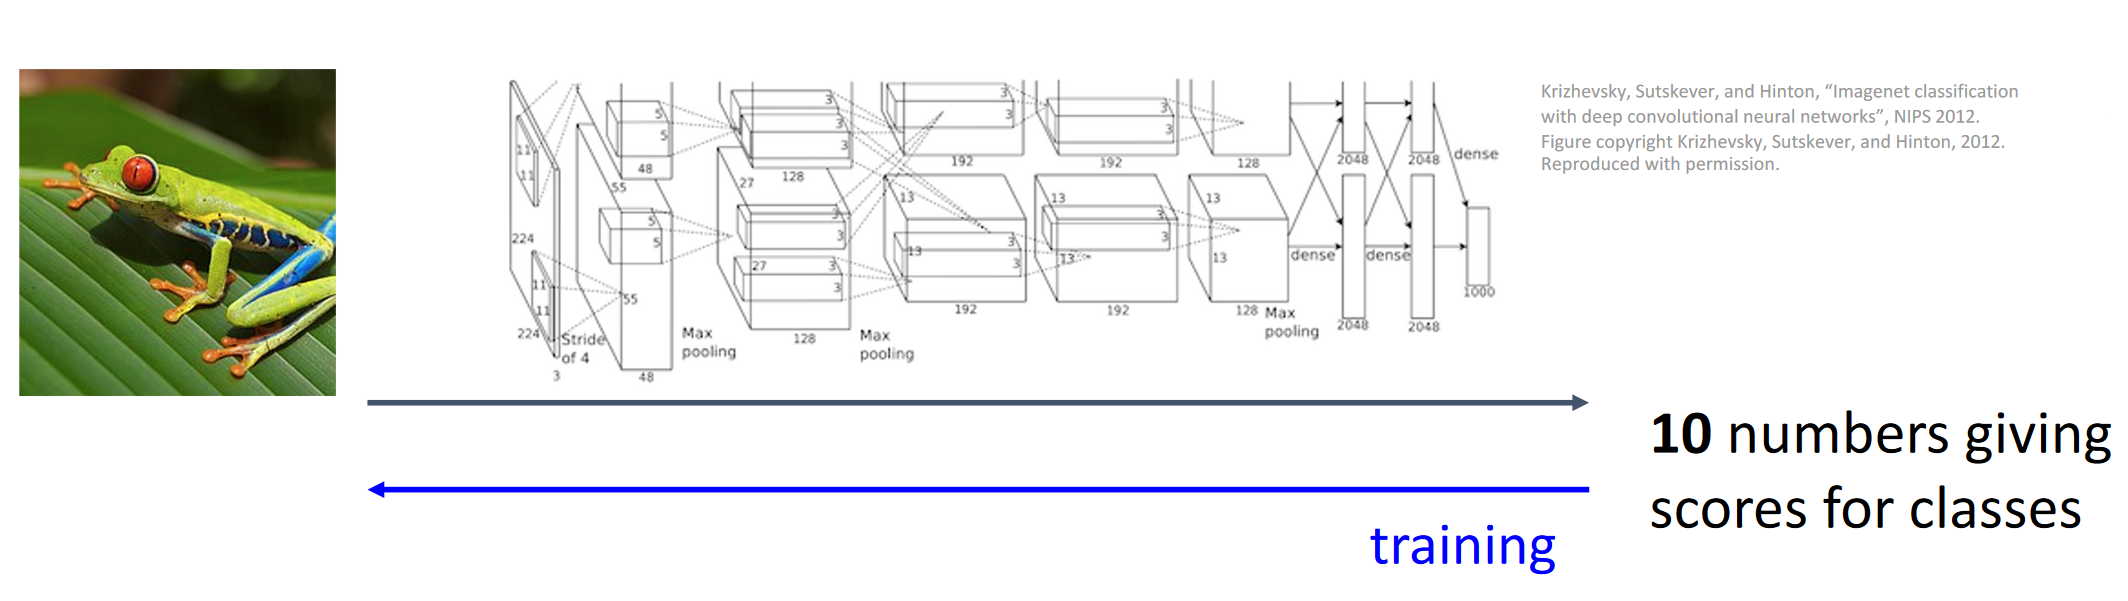 Krizhevsky, Sutskever, and Hinton, “Imagenet classification
with deep convolutional neural networks”, NIPS 2012.
Figure copyright Krizhevsky, Sutskever, and Hinton, 2012.
Reproduced with permission.
11
11
224
11
11
224
3
Stride
of 4
5
5
48
55
5
5
55
48
Max
pooling
3
3
3
128
27
3
3
27
3
3
128
Max
pooling
3
3
192
13
3
13
3
192
3
3
192
13
3
3
13
192
128
13
13
128
Max
pooling
2048
2048
dense
dense
dense
2048
2048
1000
10 numbers giving
scores for classes
training